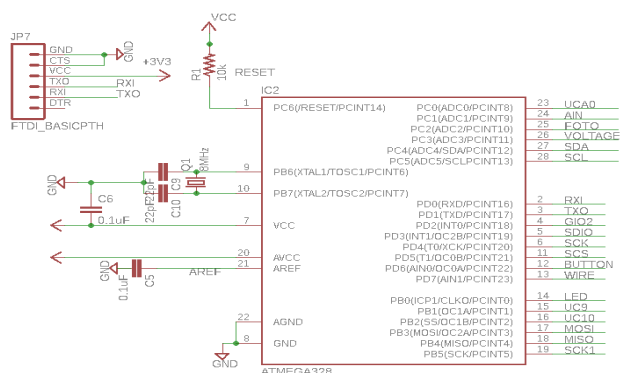 VCC
JP7
GND
CTS
VCC
TXO
RXI
DTR
GND
+3V3
RXI
TXO
FTDI_BASICPTH
R1
10k
RESET
IC2
1
PC6(/RESET/PCINT14)
9
PB6(XTAL1/TOSC1/PCINT6)
10
PB7(XTAL2/TOSC2/PCINT7)
7
VCC
20
AVCC
21
AREF
22
AGND
8
GND
ATMEGA328
GND
C6
0.1uF
22pF
22pF
C9
C10
Q1
8MHz
GND
0.1uF
C5
AREF
GND
PC0(ADC0/PCINT8) 23 UCA0
PC1(ADC1/PCINT9) 24 AIN
PC2(ADC2/PCINT10) 25 FOTO
PC3(ADC3/PCINT11) 26 VOLTAGE
PC4(ADC4/SDA/PCINT12) 27 SDA
PC5(ADC5/SCL/PCINT13) 28 SCL
PD0(RXD/PCINT16) 2 RXI
PD1(TXD/PCINT17) 3 TXO
PD2(INT0/PCINT18) 4 GIO2
PD3(INT1/OC2B/PCINT19) 5 SDIO
PD4(T0/XCK/PCINT20) 6 SCK
PD5(T1/OC0B/PCINT21) 11 SCS
PD6(AIN0/OC0A/PCINT22) 12 BUTTON
PD7(AIN1/PCINT23) 13 WIRE
PB0(ICP1/CLKO/PCINT0) 14 LED
PB1(OC1A/PCINT1) 15 UC9
PB2(SS/OC1B/PCINT2) 16 UC10
PB3(MOSI/OC2A/PCINT3) 17 MOSI
PB4(MISO/PCINT4) 18 MISO
PB5(SCK/PCINT5) 19 SCK1